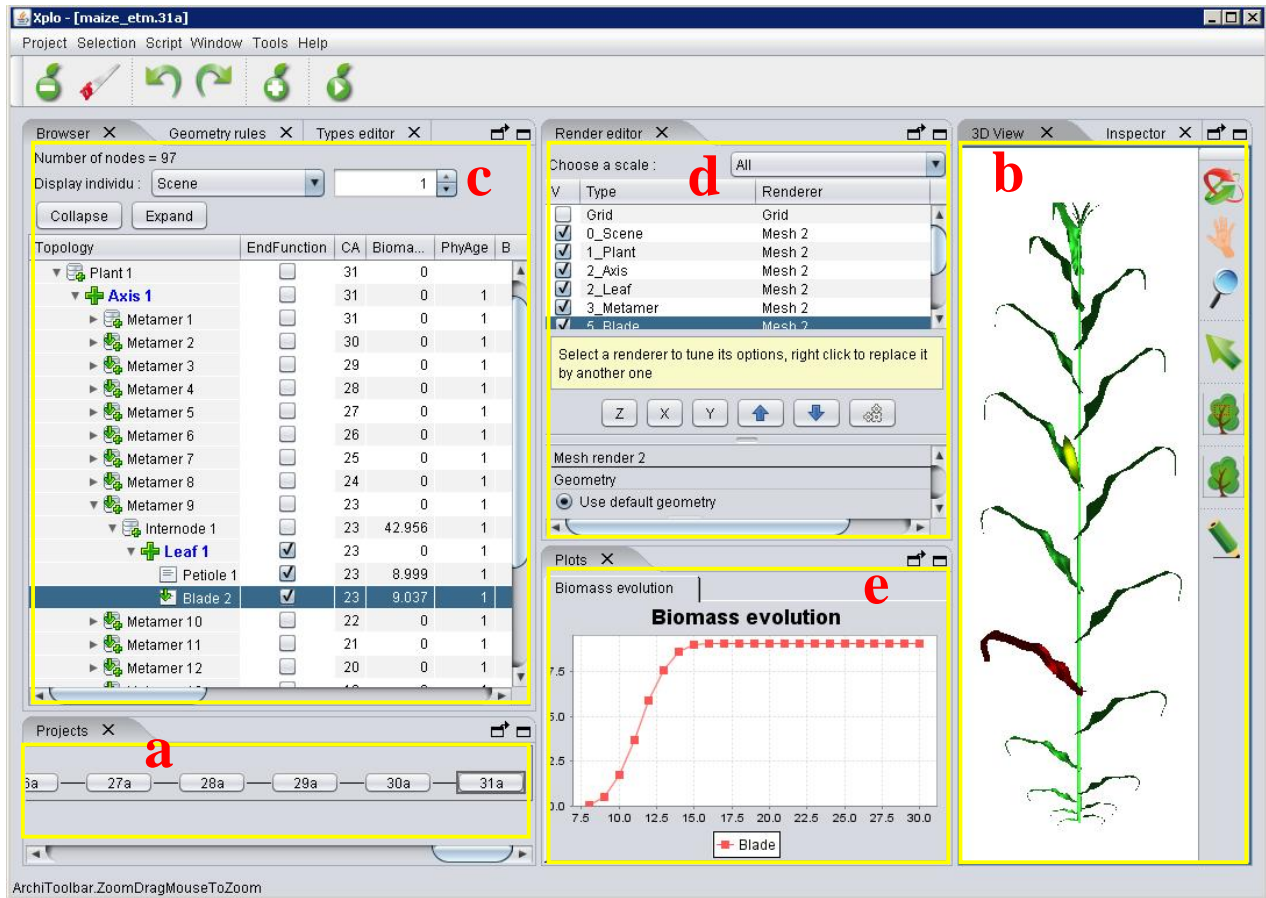 Xplo - [maize_etm.31a]
Project Selection Script Window Tools Help
Browser X Geometry rules X Types editor X
Number of nodes = 97
Display individu : Scene 1
c
Collapse Expand
Topology EndFunction CA Bioma... PhyAge B
Plant 1 31 0
Axis 1 31 0 1
Metamer 1 31 0 1
Metamer 2 30 0 1
Metamer 3 29 0 1
Metamer 4 28 0 1
Metamer 5 27 0 1
Metamer 6 26 0 1
Metamer 7 25 0 1
Metamer 8 24 0 1
Metamer 9 23 0 1
Internode 1 23 42.956 1
Leaf 1 23 0 1
Petiole 1 23 8.999 1
Blade 2 23 9.037 1
Metamer 10 22 0 1
Metamer 11 21 0 1
Metamer 12 20 0 1
Projects X
a
6a 27a 28a 29a 30a 31a
Render editor X
Choose a scale : All
d
V Type Renderer
Grid Grid
0_Scene Mesh 2
1_Plant Mesh 2
2_Axis Mesh 2
2_Leaf Mesh 2
3_Metamer Mesh 2
5_Blade Mesh 2
Select a renderer to tune its options, right click to replace it
by another one
Z X Y
Mesh render 2
Geometry
Use default geometry
Plots X
Biomass evolution
e
Biomass evolution
7.5
5.0
2.5
0.0
7.5 10.0 12.5 15.0 17.5 20.0 22.5 25.0 27.5 30.0
Blade
3D View X Inspector X
b
ArchiToolbar.ZoomDragMouseToZoom